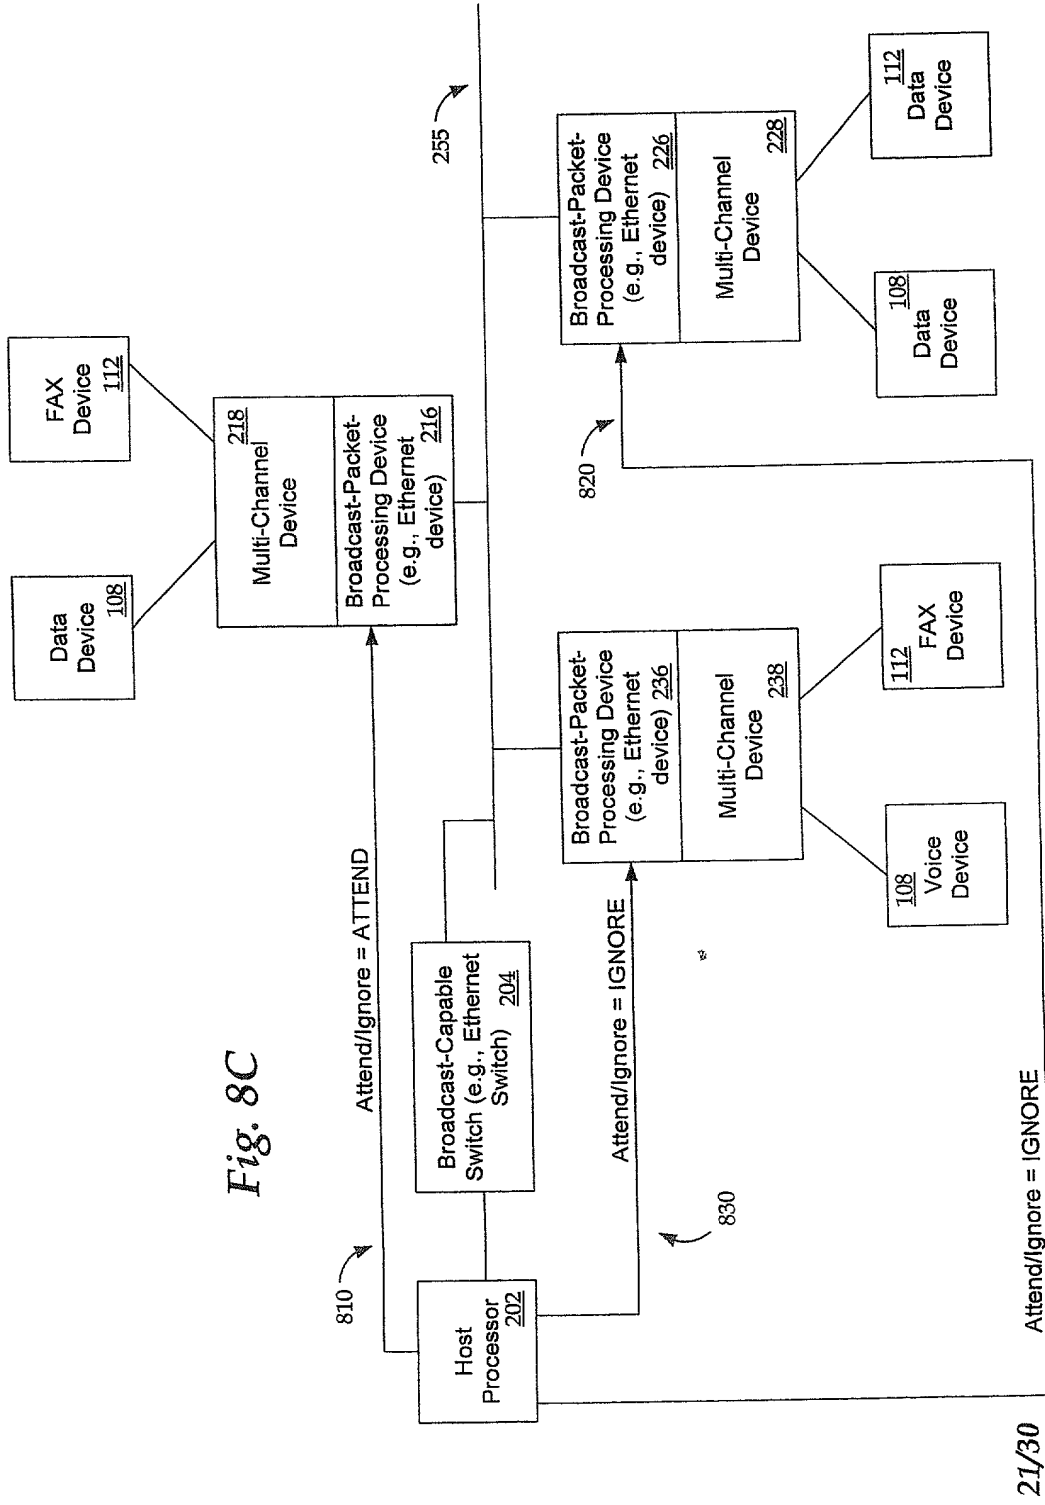 Fig. 8C
FAX
Device
112
Data
Device
108
218
Multi-Channel
Device
Broadcast-Packet-
Processing Device
(e.g., Ethernet 216
device)
255
Attend/Ignore = ATTEND
810
Host
Processor
202
Broadcast-Capable
Switch (e.g., Ethernet
Switch) 204
Attend/Ignore = IGNORE
830
Broadcast-Packet-
Processing Device
(e.g., Ethernet
device) 236
Multi-Channel
Device 238
108
Voice
Device
112
FAX
Device
820
Broadcast-Packet-
Processing Device
(e.g., Ethernet
device) 226
Multi-Channel
Device 228
108
Data
Device
112
Data
Device
Attend/Ignore = IGNORE
21/30